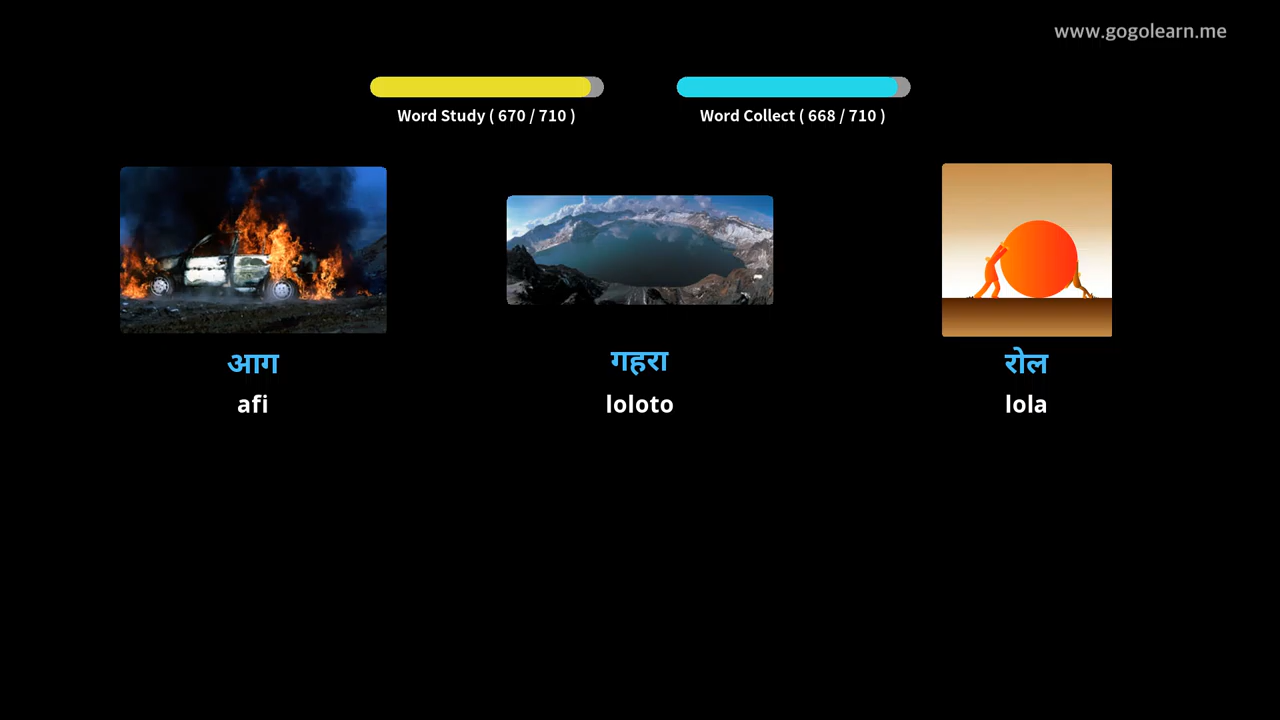 www.gogolearn.me
Word Study ( 670 / 710 )
Word Collect ( 668 / 710 )
आग
गहरा
रोल
afi
loloto
lola